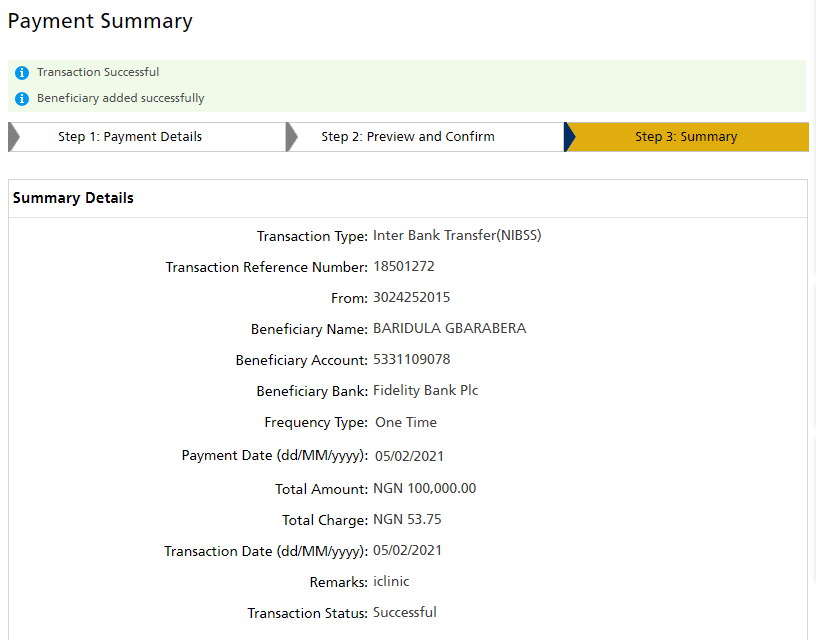 Payment Summary
Transaction Successful
Beneficiary added successfully
Step 1: Payment Details Step 2: Preview and Confirm Step 3: Summary
Summary Details
Transaction Type: Inter Bank Transfer(NIBSS)
Transaction Reference Number: 18501272
From: 3024252015
Beneficiary Name: BARIDULA GBARABERA
Beneficiary Account: 5331109078
Beneficiary Bank: Fidelity Bank Plc
Frequency Type: One Time
Payment Date (dd/MM/yyyy): 05/02/2021
Total Amount: NGN 100,000.00
Total Charge: NGN 53.75
Transaction Date (dd/MM/yyyy): 05/02/2021
Remarks: iclinic
Transaction Status: Successful